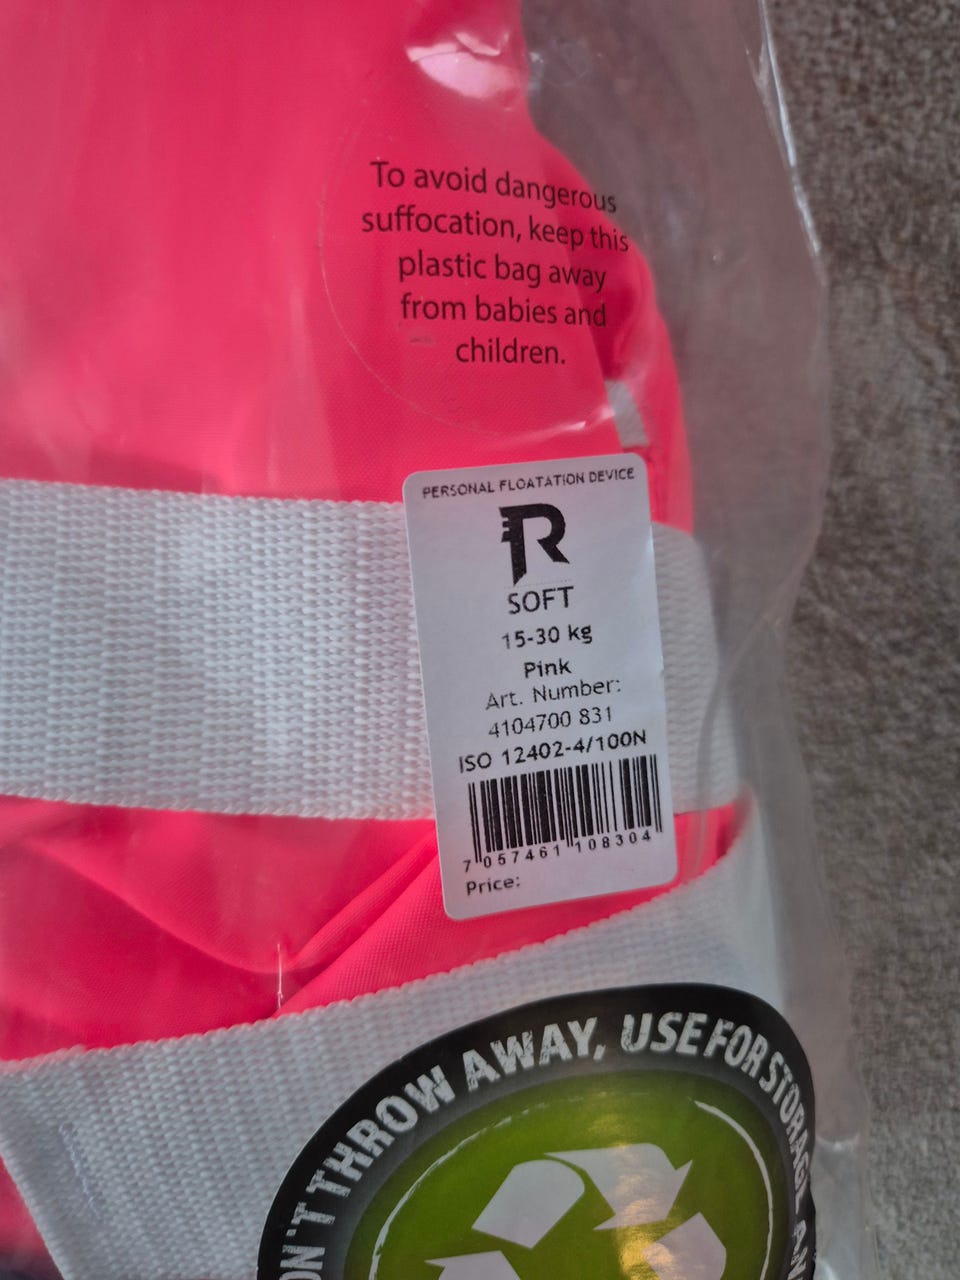 To avoid dangerous
suffocation, keep this
plastic bag away
from babies and
children.
PERSONAL FLOATATION DEVICE
R
SOFT
15-30 kg
Pink
Art. Number:
4104700 831
ISO 12402-4/100N
7 057461 108304
Price:
THROW AWAY, USE FOR STORAGE